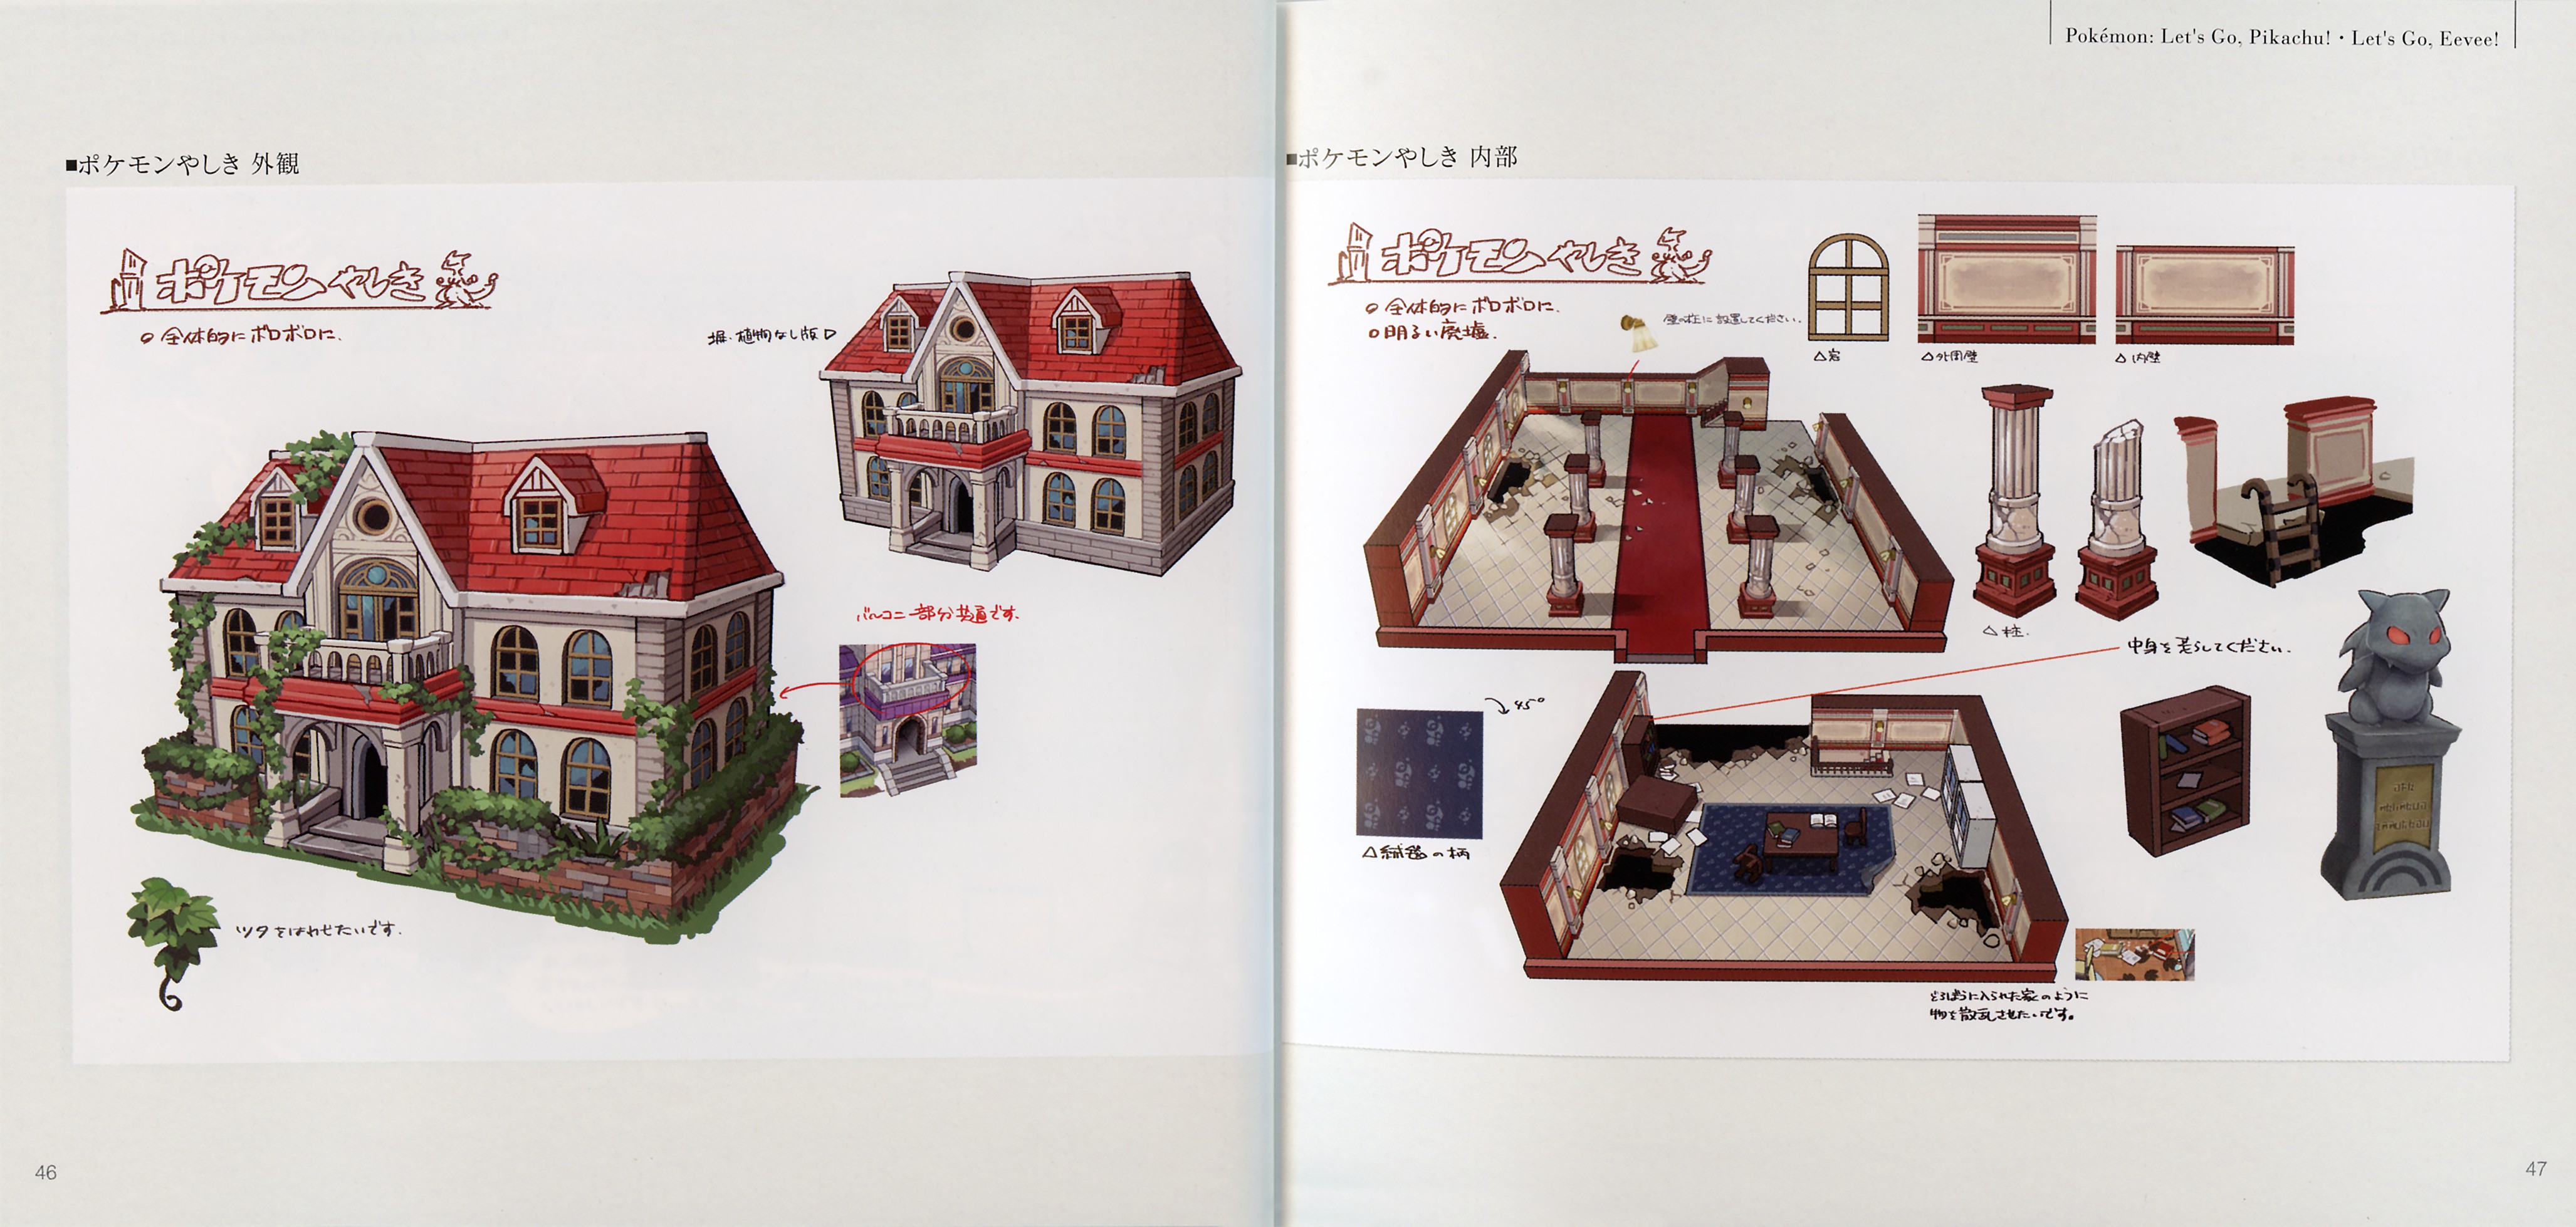 Pokémon: Let's Go, Pikachu!・Let's Go, Eevee!
■ポケモンやしき 外観
ポケモンやしき
○ 全体的にボロボロに.
塀・植物なし版▷
バルコニー部分共通です.
ツタをはわせたいです.
46
■ポケモンやしき 内部
ポケモンやしき
○ 全体的にボロボロに.
○ 明るい廃墟.
壁の柱に設置してください.
△窓
△外周壁
△内壁
△柱.
中身を荒らしてください.
45°
△絨毯の柄
どろぼうに入られた家のように
物を散乱させたいです。
47